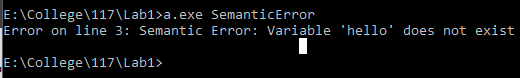 E:\College\117\Lab1>a.exe SemanticError
Error on line 3: Semantic Error: Variable 'hello' does not exist
E:\College\117\Lab1>